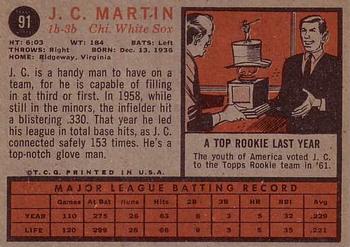 91
J. C. MARTIN
1b-3b Chi. White Sox
HT: 6:03 WT: 184 BATS: Left
THROWS: Right BORN: Dec. 13, 1936
HOME: Ridgeway, Virginia
J. C. is a handy man to have on a
team, for he is capable of filling
in at third or first. In 1958, while
still in the minors, the infielder hit
a blistering .330. That year he led
his league in total base hits, as J. C.
connected safely 153 times. He's a
top-notch glove man.
©T.C.G. PRINTED IN U.S.A.
A TOP ROOKIE LAST YEAR
The youth of America voted J. C.
to the Topps Rookie team in '61.
MAJOR LEAGUE BATTING RECORD
Games At Bat Runs Hits 2B 3B HR RBI Avg.
YEAR 110 275 26 63 8 3 5 32 .229
LIFE 120 299 26 66 9 3 5 35 .221